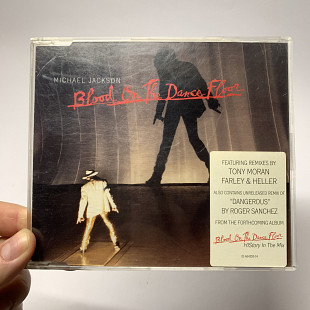 MICHAEL JACKSON
Blood On The Dance Floor
FEATURING REMIXES BY
TONY MORAN
FARLEY & HELLER
ALSO CONTAINS UNRELEASED REMIX OF
"DANGEROUS"
BY ROGER SANCHEZ
FROM THE FORTHCOMING ALBUM
Blood On The Dance Floor
HIStory In The Mix